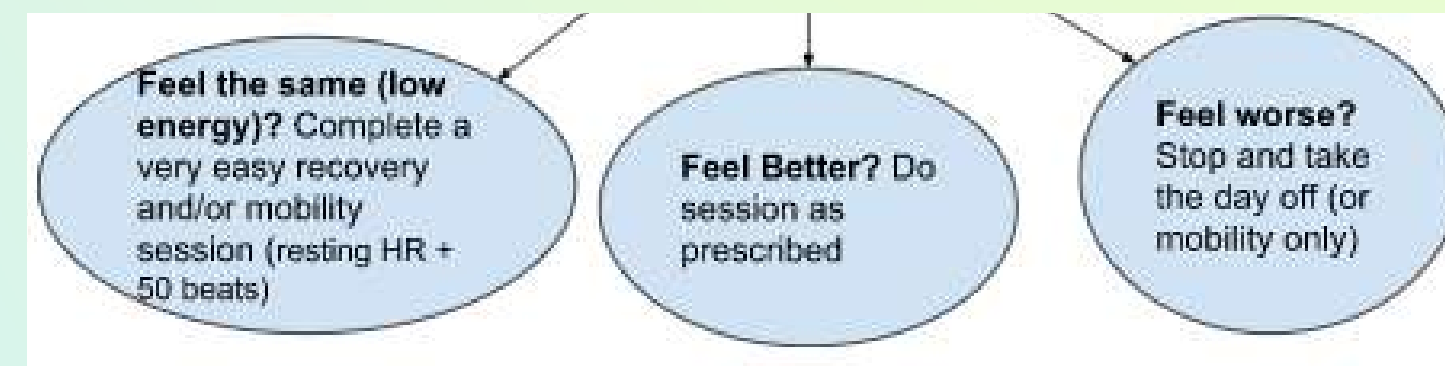 Feel the same (low
energy)? Complete a
very easy recovery
and/or mobility
session (resting HR +
50 beats)
Feel Better? Do
session as
prescribed
Feel worse?
Stop and take
the day off (or
mobility only)